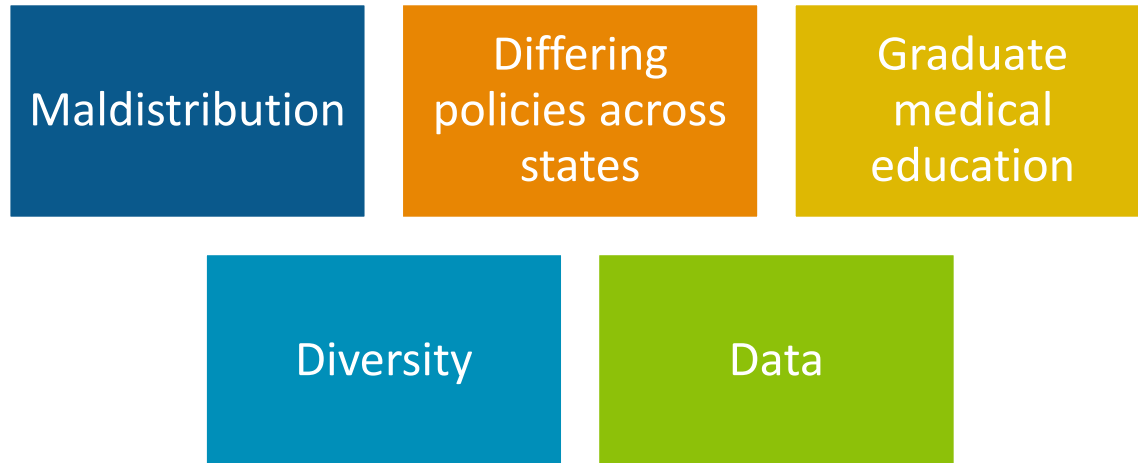 Maldistribution
Differing
policies across
states
Graduate
medical
education
Diversity
Data